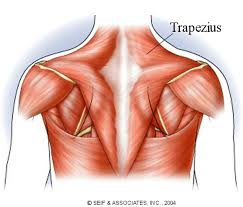 Trapezius
© SEIF & ASSOCIATES, INC., 2004